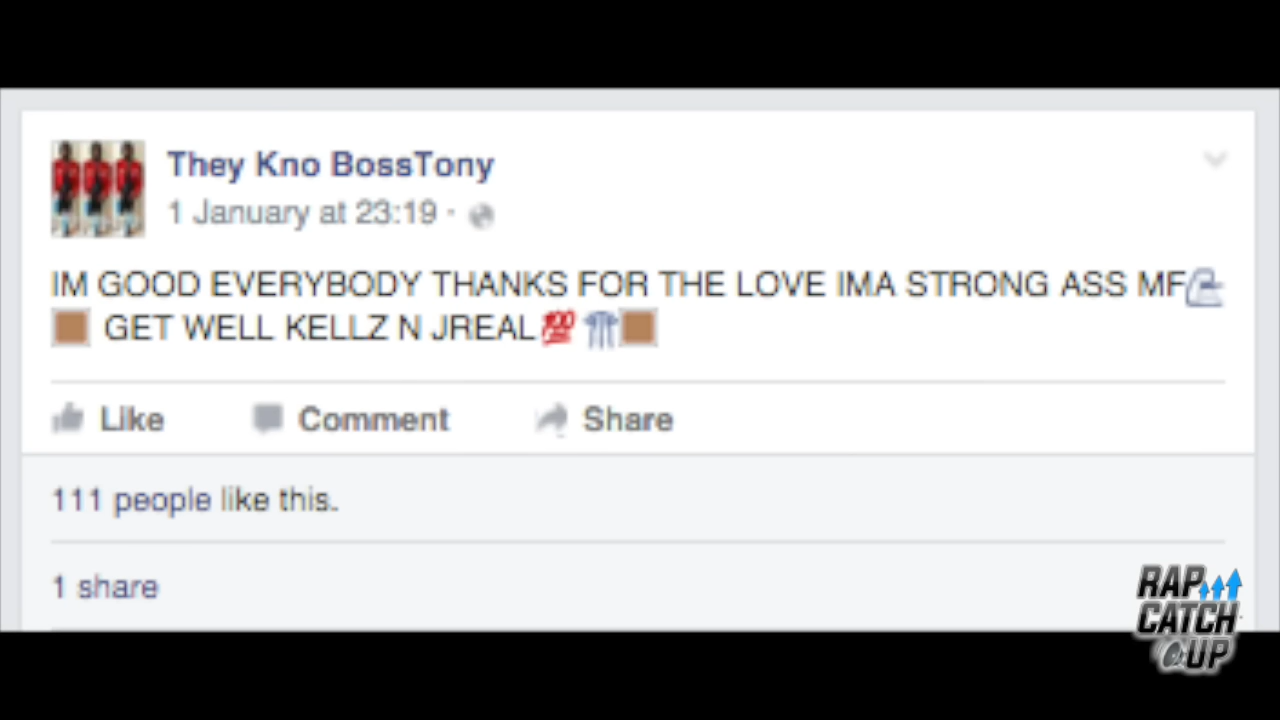 They Kno BossTony
1 January at 23:19 ·
IM GOOD EVERYBODY THANKS FOR THE LOVE IMA STRONG ASS MF💪
🏾 GET WELL KELLZ N JREAL💯🙏🏾
Like Comment Share
111 people like this.
1 share
RAP
CATCH
UP